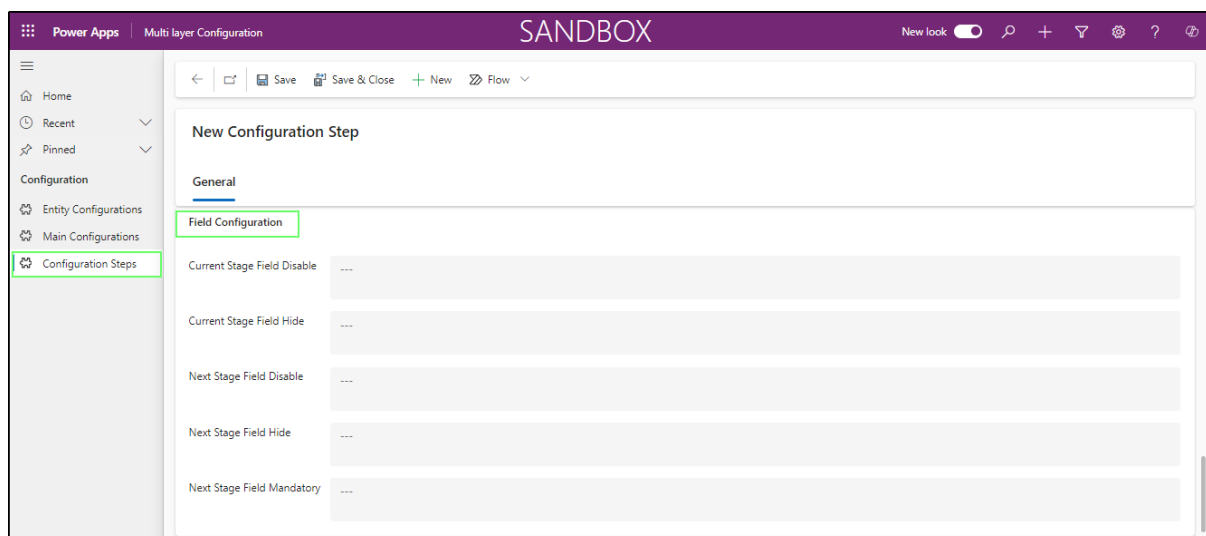 Power Apps Multi layer Configuration SANDBOX New look
Save Save & Close New Flow
Home
Recent
Pinned
Configuration
Entity Configurations
Main Configurations
Configuration Steps
New Configuration Step
General
Field Configuration
Current Stage Field Disable ---
Current Stage Field Hide ---
Next Stage Field Disable ---
Next Stage Field Hide ---
Next Stage Field Mandatory ---